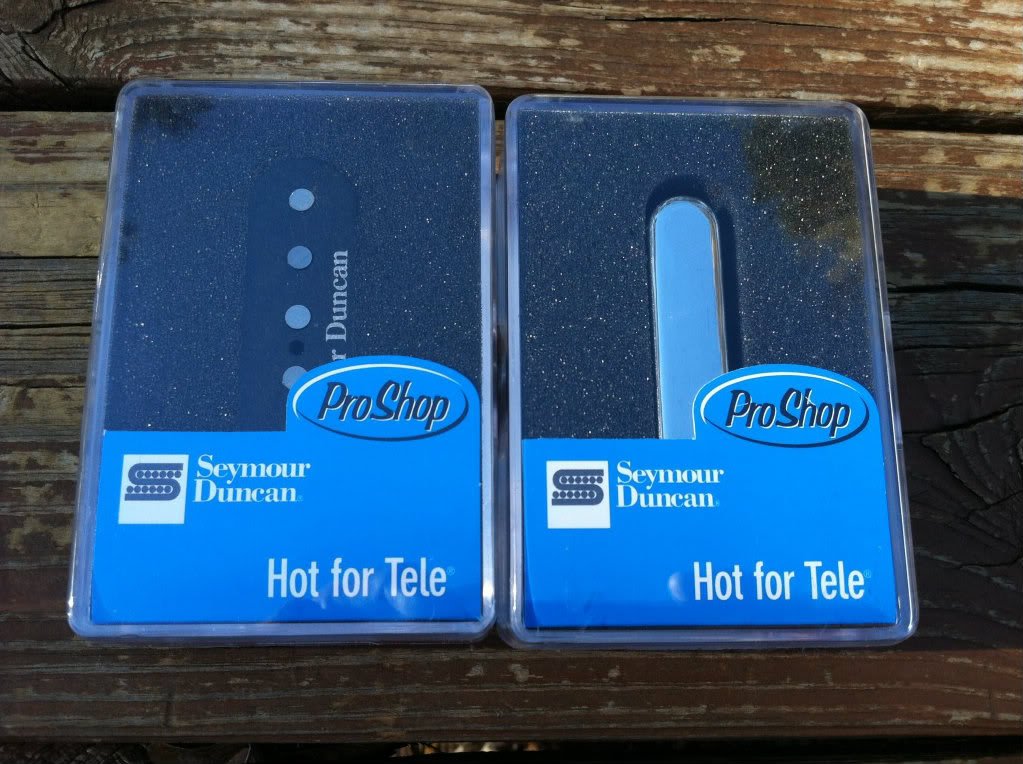 r Duncan
ProShop
Seymour
Duncan®
Hot for Tele®
ProShop
Seymour
Duncan®
Hot for Tele®